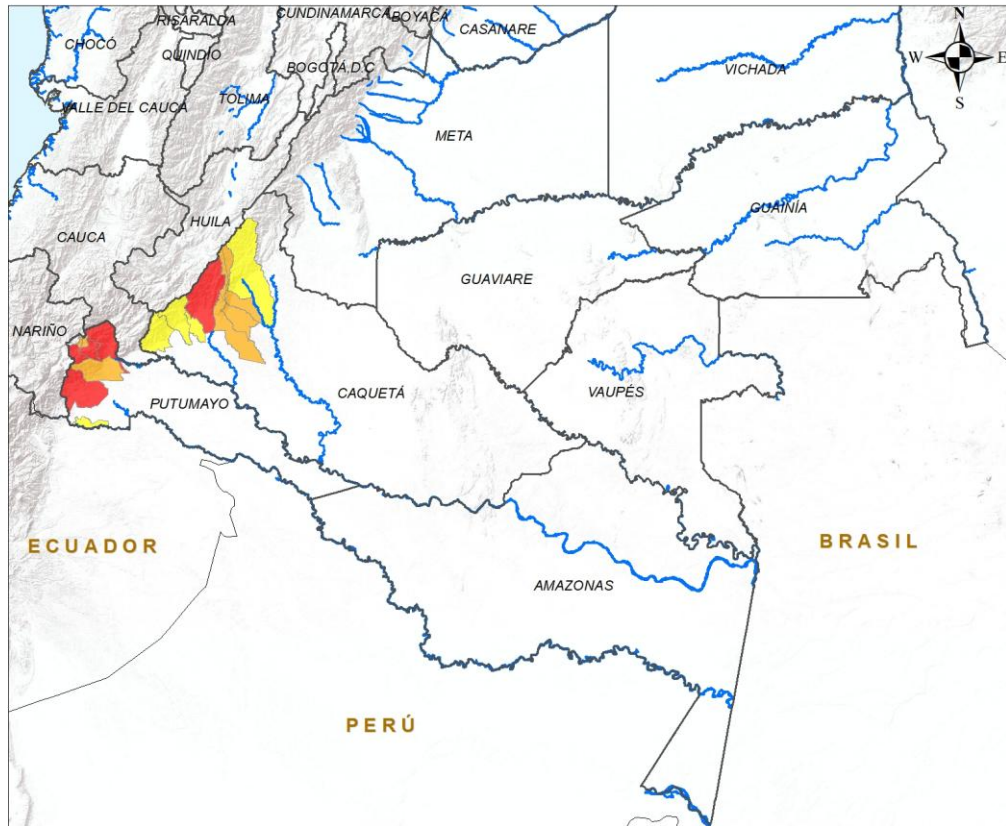 RISARALDA
CUNDINAMARCA
BOYACÁ
CASANARE
N
CHOCÓ
QUINDÍO
BOGOTÁ D.C
W
E
VICHADA
TOLIMA
S
VALLE DEL CAUCA
META
GUAINÍA
HUILA
CAUCA
GUAVIARE
NARIÑO
CAQUETÁ
VAUPÉS
PUTUMAYO
ECUADOR
BRASIL
AMAZONAS
PERÚ